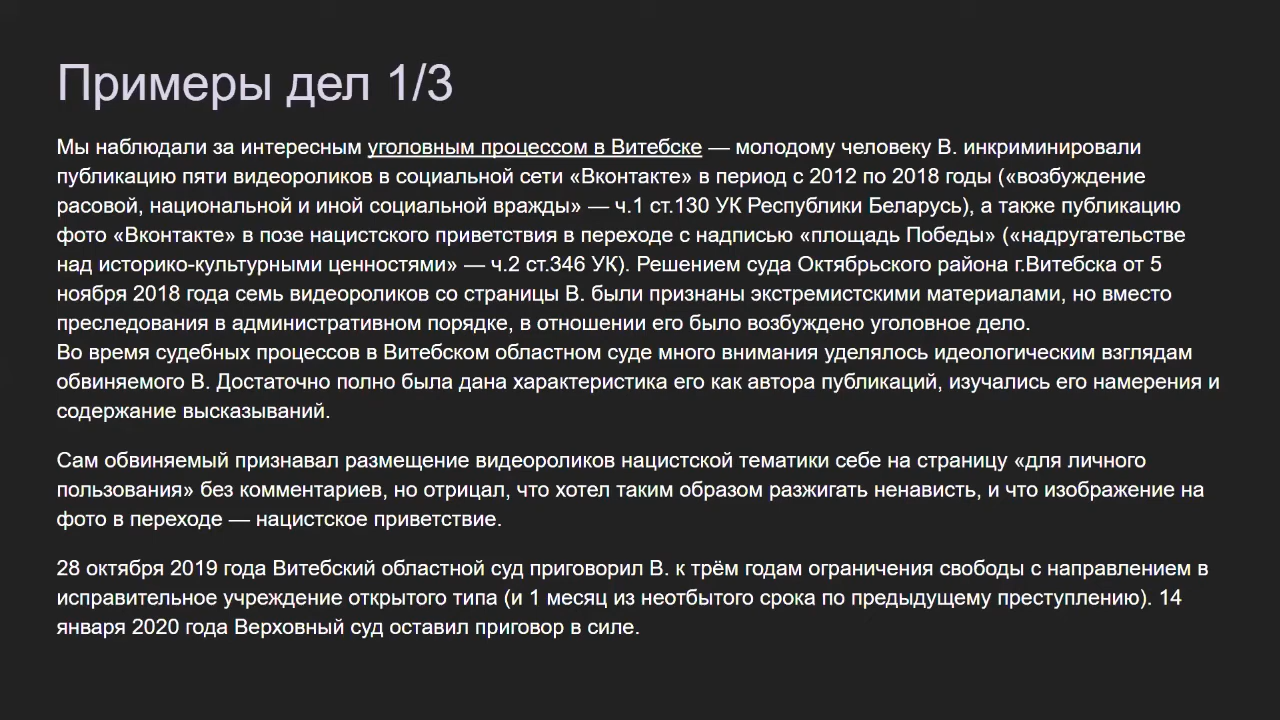 Примеры дел 1/3
Мы наблюдали за интересным уголовным процессом в Витебске — молодому человеку В. инкриминировали
публикацию пяти видеороликов в социальной сети «Вконтакте» в период с 2012 по 2018 годы («возбуждение
расовой, национальной и иной социальной вражды» — ч.1 ст.130 УК Республики Беларусь), а также публикацию
фото «Вконтакте» в позе нацистского приветствия в переходе с надписью «площадь Победы» («надругательстве
над историко-культурными ценностями» — ч.2 ст.346 УК). Решением суда Октябрьского района г.Витебска от 5
ноября 2018 года семь видеороликов со страницы В. были признаны экстремистскими материалами, но вместо
преследования в административном порядке, в отношении его было возбуждено уголовное дело.
Во время судебных процессов в Витебском областном суде много внимания уделялось идеологическим взглядам
обвиняемого В. Достаточно полно была дана характеристика его как автора публикаций, изучались его намерения и
содержание высказываний.
Сам обвиняемый признавал размещение видеороликов нацистской тематики себе на страницу «для личного
пользования» без комментариев, но отрицал, что хотел таким образом разжигать ненависть, и что изображение на
фото в переходе — нацистское приветствие.
28 октября 2019 года Витебский областной суд приговорил В. к трём годам ограничения свободы с направлением в
исправительное учреждение открытого типа (и 1 месяц из неотбытого срока по предыдущему преступлению). 14
января 2020 года Верховный суд оставил приговор в силе.